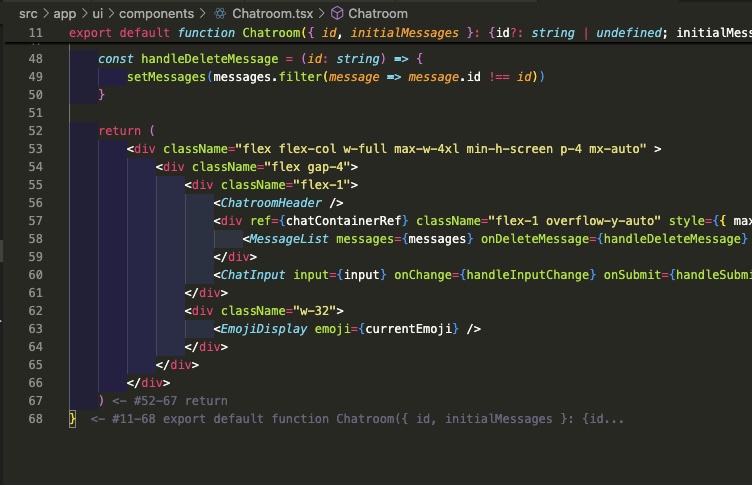 src > app > ui > components > Chatroom.tsx > Chatroom
11 export default function Chatroom({ id, initialMessages }: {id?: string | undefined; initialMess
48 const handleDeleteMessage = (id: string) => {
49 setMessages(messages.filter(message => message.id !== id))
50 }
51
52 return (
53 <div className="flex flex-col w-full max-w-4xl min-h-screen p-4 mx-auto" >
54 <div className="flex gap-4">
55 <div className="flex-1">
56 <ChatroomHeader />
57 <div ref={chatContainerRef} className="flex-1 overflow-y-auto" style={{ max
58 <MessageList messages={messages} onDeleteMessage={handleDeleteMessage}
59 </div>
60 <ChatInput input={input} onChange={handleInputChange} onSubmit={handleSubmi
61 </div>
62 <div className="w-32">
63 <EmojiDisplay emoji={currentEmoji} />
64 </div>
65 </div>
66 </div>
67 ) <- #52-67 return
68 } <- #11-68 export default function Chatroom({ id, initialMessages }: {id...